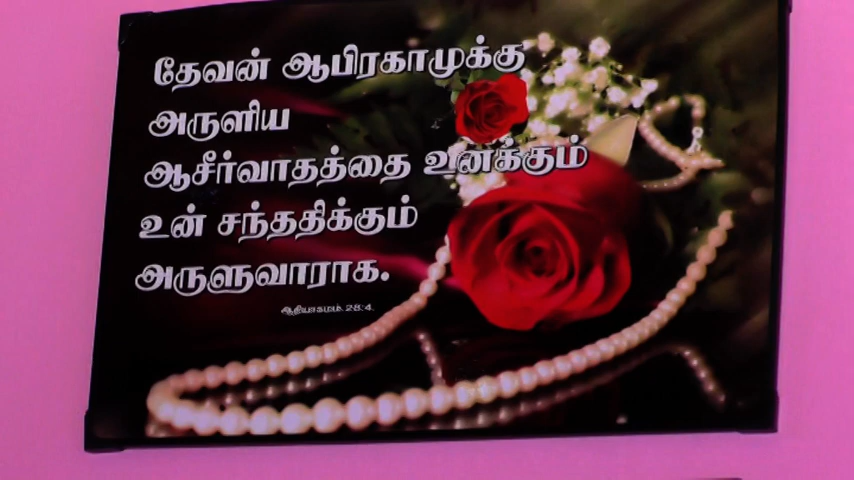 தேவன் ஆபிரகாமுக்கு
அருளிய
ஆசீர்வாதத்தை உனக்கும்
உன் சந்ததிக்கும்
அருளுவாராக.
ஆதியாகமம். 28:4.